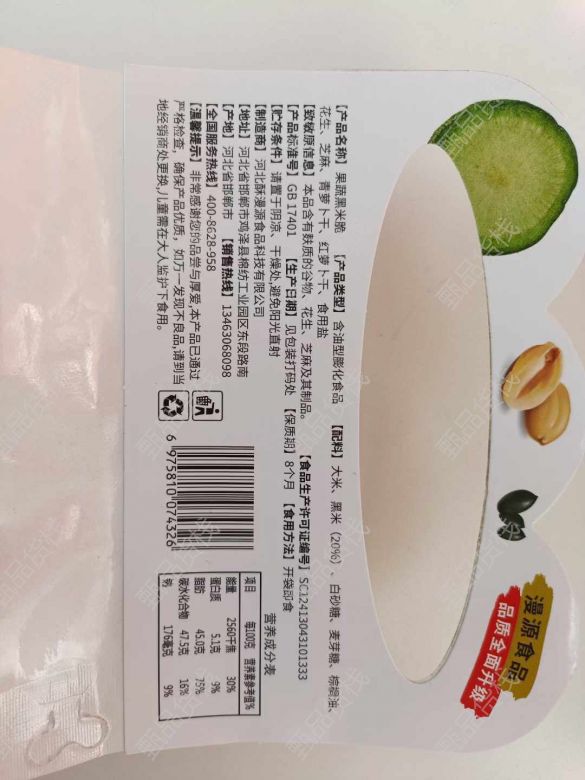 【产品名称】果蔬黑米脆 【产品类型】含油型膨化食品 【配料】大米、黑米（20%）、白砂糖、麦芽糖、棕榈油、
花生、芝麻、青萝卜干、红萝卜干、食用盐
【致敏原信息】本品含有麸质的谷物、花生、芝麻及其制品。 【食品生产许可证编号】SC12413043101333
【产品标准号】GB 17401 【生产日期】见包装打码处 【保质期】8个月 【食用方法】开袋即食
【贮存条件】请置于阴凉、干燥处,避免阳光直射
【制造商】河北酥漫源食品科技有限公司
【地址】河北省邯郸市鸡泽县棉纺工业园区东段路南
【产地】河北省邯郸市 【销售热线】13463068098
【全国服务热线】400-8628-958
【温馨提示】非常感谢您的品尝与厚爱,本产品已通过
严格检查，确保产品优质，如万一发现不良品,请到当
地经销商处更换,儿童需在大人监护下食用。
6 975810 074326
营养成分表
项目 每100克 营养素参考值%
能量 2560千焦 30%
蛋白质 5.1克 9%
脂肪 45.0克 75%
碳水化合物 47.5克 16%
钠 176毫克 9%
漫源食品
品质全面升级
甄品货栈